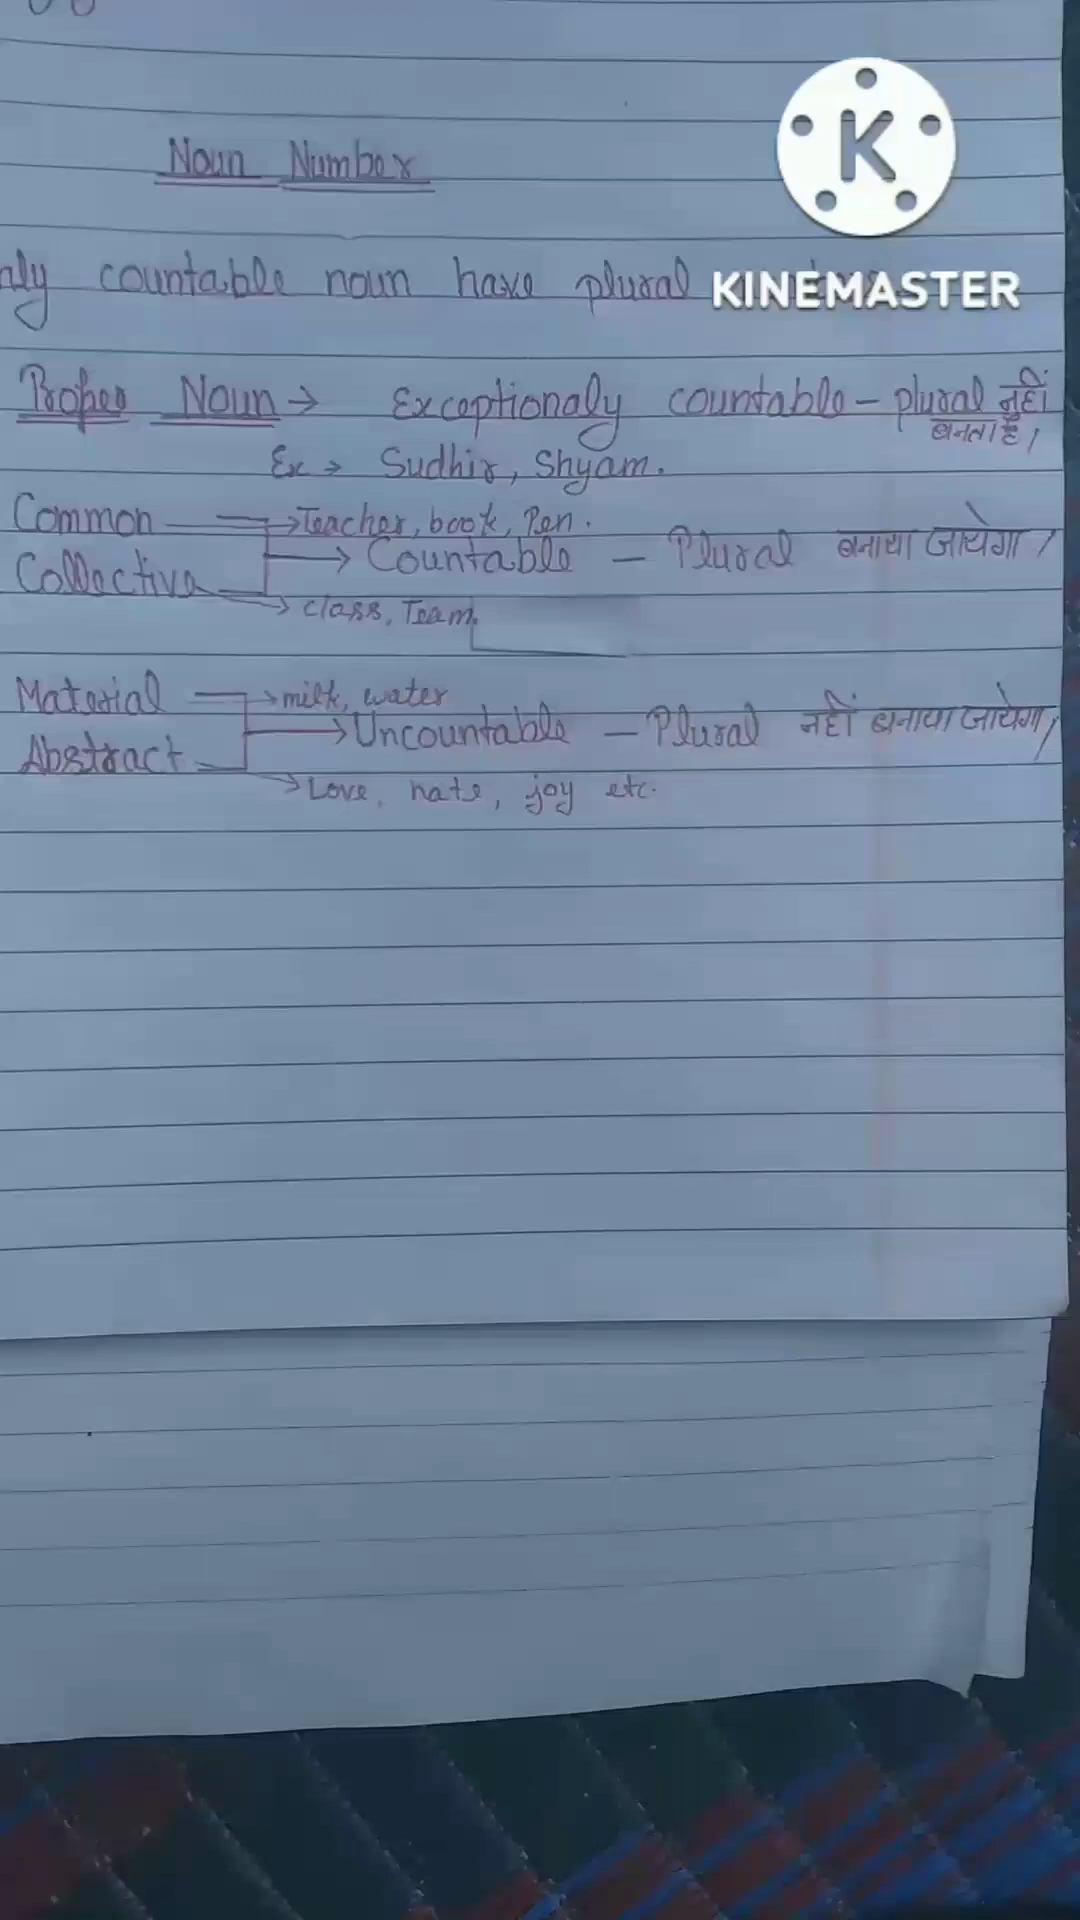 Noun Number
K
nly countable noun have plural
KINEMASTER
Proper Noun → Exceptionaly countable – plural नहीं
बनता है।
Ex → Sudhir, Shyam.
Common → Teacher, book, Pen.
→ Countable – Plural बनाया जायेगा।
Collective
→ class, Team.
Material → milk, water
→ Uncountable – Plural नहीं बनाया जायेगा।
Abstract
→ Love, hate, joy etc.